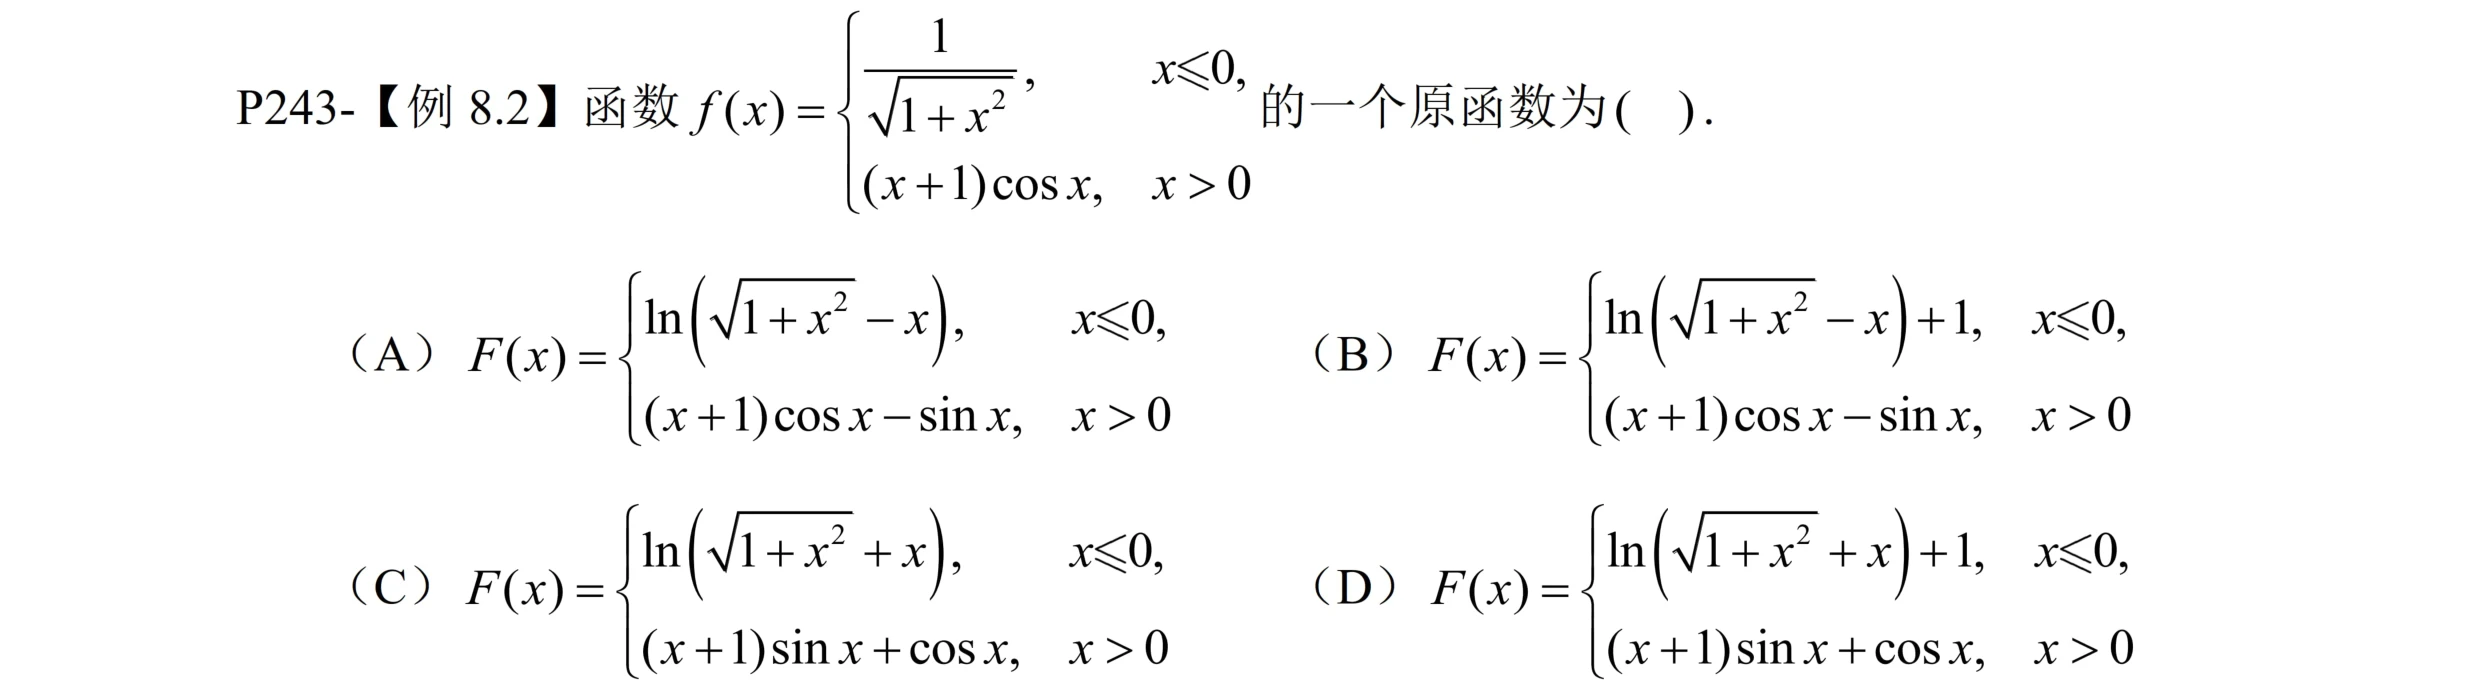 P243-【例 8.2】函数 $f(x)=\begin{cases}\dfrac{1}{\sqrt{1+x^2}}, & x\leqslant 0,\\ (x+1)\cos x, & x>0\end{cases}$ 的一个原函数为(  ).
（A）$F(x)=\begin{cases}\ln\left(\sqrt{1+x^2}-x\right), & x\leqslant 0,\\ (x+1)\cos x-\sin x, & x>0\end{cases}$ （B）$F(x)=\begin{cases}\ln\left(\sqrt{1+x^2}-x\right)+1, & x\leqslant 0,\\ (x+1)\cos x-\sin x, & x>0\end{cases}$
（C）$F(x)=\begin{cases}\ln\left(\sqrt{1+x^2}+x\right), & x\leqslant 0,\\ (x+1)\sin x+\cos x, & x>0\end{cases}$ （D）$F(x)=\begin{cases}\ln\left(\sqrt{1+x^2}+x\right)+1, & x\leqslant 0,\\ (x+1)\sin x+\cos x, & x>0\end{cases}$